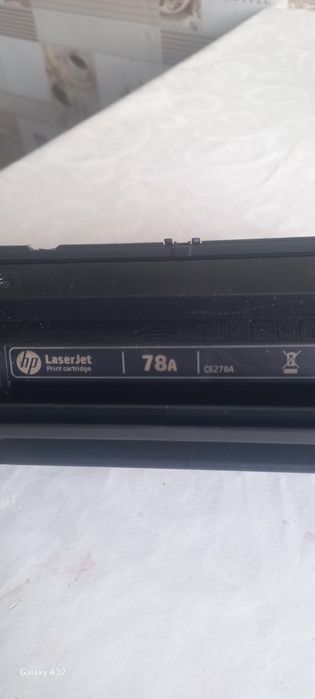 hp LaserJet
Print cartridge
78A
CE278A
Galaxy A32